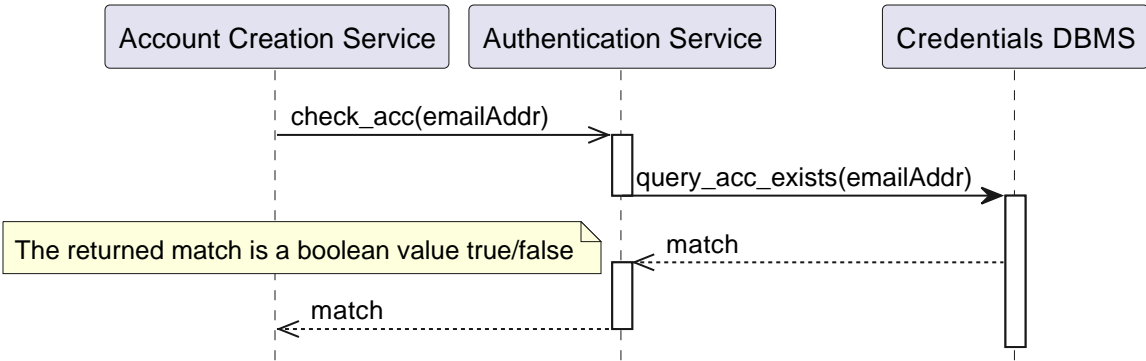 Account Creation Service
Authentication Service
Credentials DBMS
check_acc(emailAddr)
query_acc_exists(emailAddr)
The returned match is a boolean value true/false
match
match